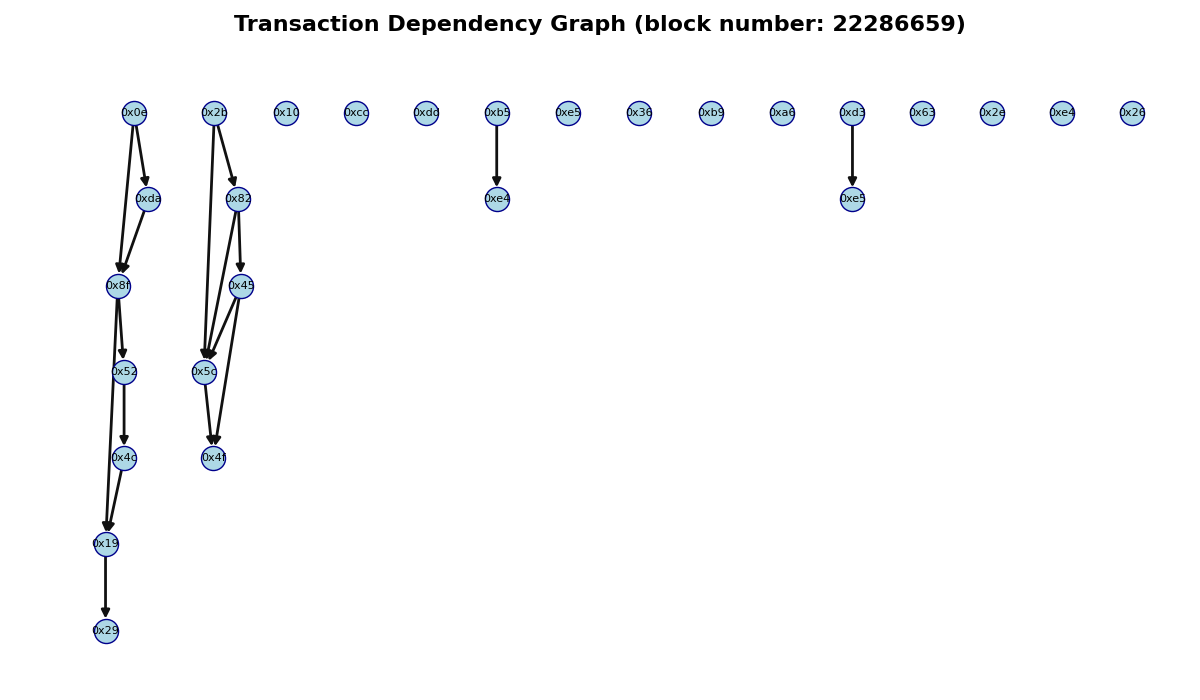 Transaction Dependency Graph (block number: 22286659)
0x0e 0x2b 0x10 0xcc 0xdd 0xb5 0xe5 0x36 0xb9 0xa6 0xd3 0x63 0x2e 0xe4 0x26
0xda 0x82 0xe4 0xe5
0x8f 0x45
0x52 0x5c
0x4c 0x4f
0x19
0x29